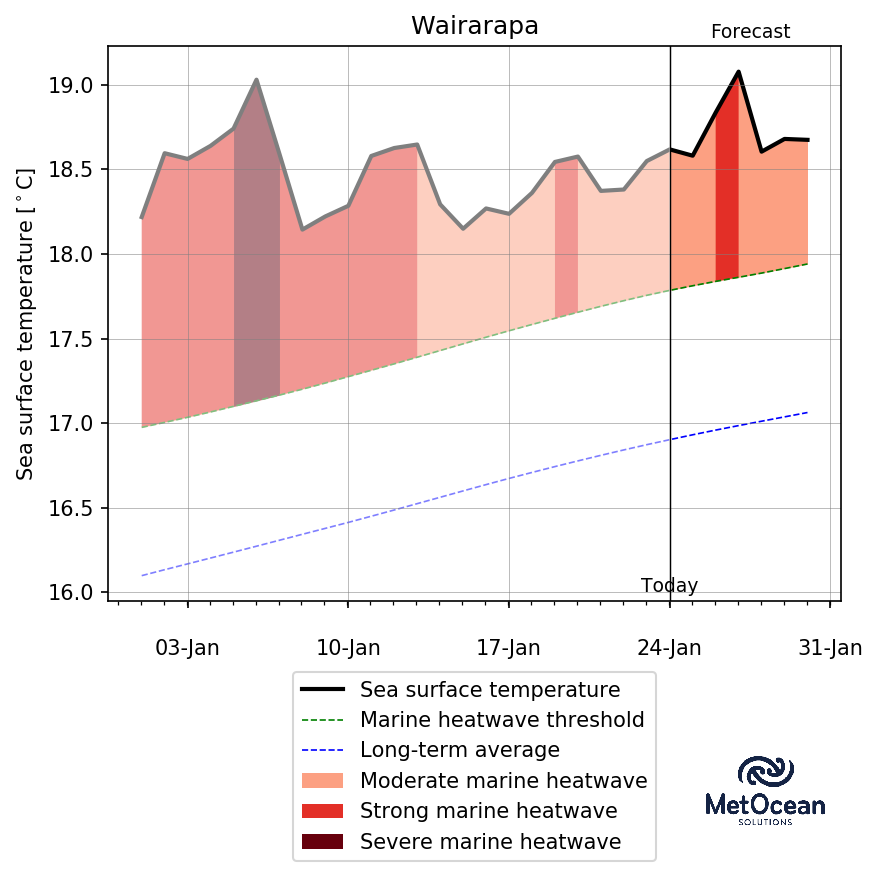 Wairarapa
Forecast
Sea surface temperature [°C]
19.0
18.5
18.0
17.5
17.0
16.5
16.0
Today
03-Jan
10-Jan
17-Jan
24-Jan
31-Jan
Sea surface temperature
Marine heatwave threshold
Long-term average
Moderate marine heatwave
Strong marine heatwave
Severe marine heatwave
MetOcean
SOLUTIONS